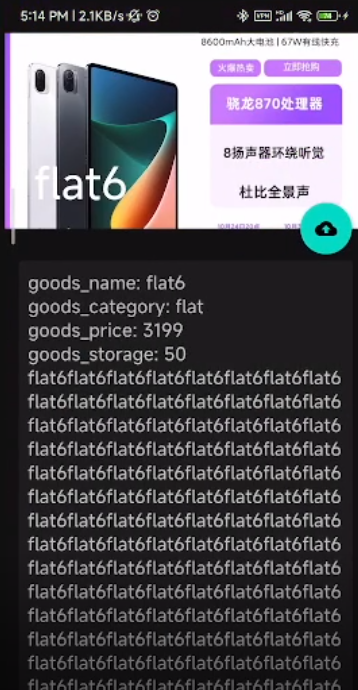 5:14 PM | 2.1KB/s
8600mAh大电池 | 67W有线快充
火爆热卖 立即抢购
骁龙870处理器
8扬声器环绕听觉
杜比全景声
flat6
goods_name: flat6
goods_category: flat
goods_price: 3199
goods_storage: 50
flat6flat6flat6flat6flat6flat6flat6flat6
flat6flat6flat6flat6flat6flat6flat6flat6
flat6flat6flat6flat6flat6flat6flat6flat6
flat6flat6flat6flat6flat6flat6flat6flat6
flat6flat6flat6flat6flat6flat6flat6flat6
flat6flat6flat6flat6flat6flat6flat6flat6
flat6flat6flat6flat6flat6flat6flat6flat6
flat6flat6flat6flat6flat6flat6flat6flat6
flat6flat6flat6flat6flat6flat6flat6flat6
flat6flat6flat6flat6flat6flat6flat6flat6
flat6flat6flat6flat6flat6flat6flat6flat6
flat6flat6flat6flat6flat6flat6flat6flat6
flat6flat6flat6flat6flat6flat6flat6flat6
flat6flat6flat6flat6flat6flat6flat6flat6